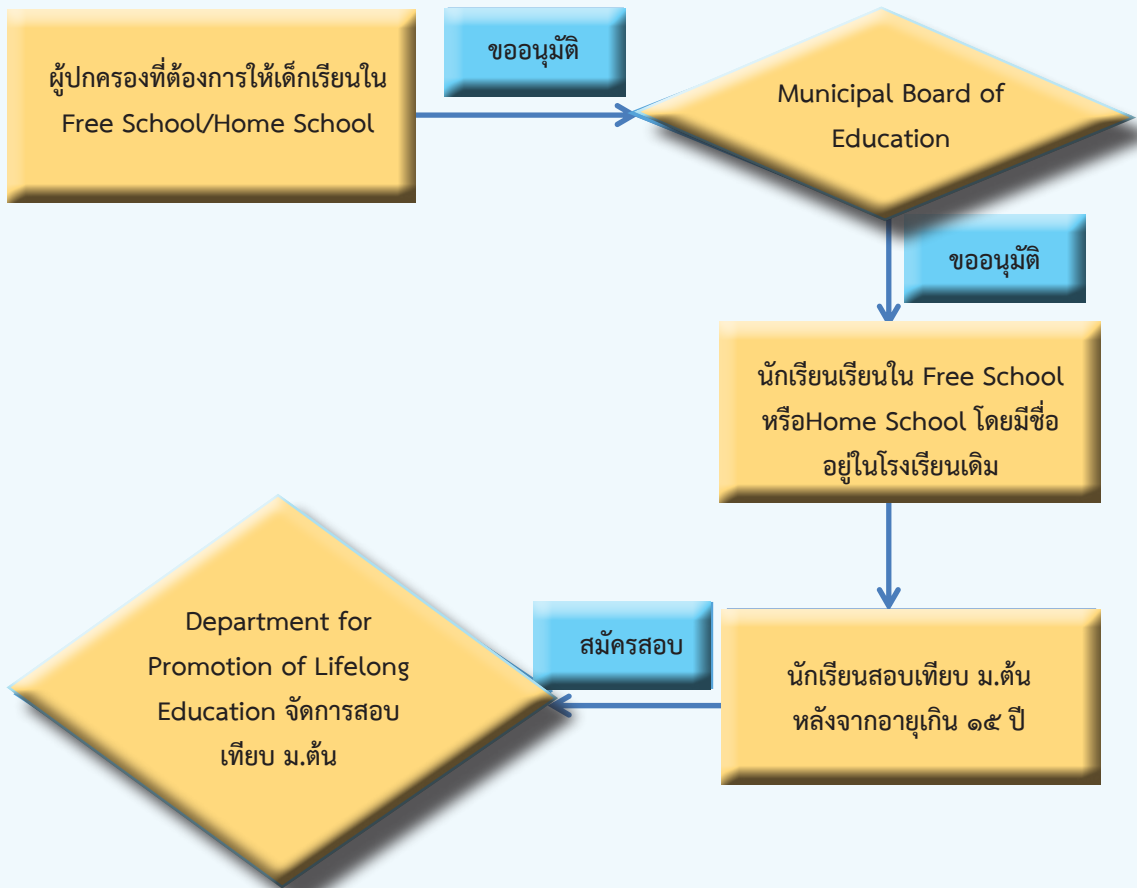 ผู้ปกครองที่ต้องการให้เด็กเรียนใน
Free School/Home School
ขออนุมัติ
Municipal Board of
Education
ขออนุมัติ
นักเรียนเรียนใน Free School
หรือHome School โดยมีชื่อ
อยู่ในโรงเรียนเดิม
นักเรียนสอบเทียบ ม.ต้น
หลังจากอายุเกิน ๑๕ ปี
สมัครสอบ
Department for
Promotion of Lifelong
Education จัดการสอบ
เทียบ ม.ต้น